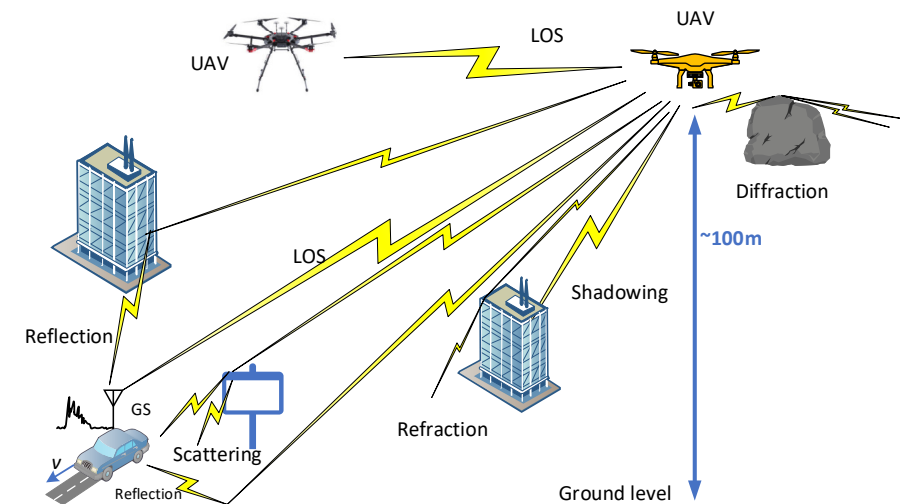 UAV
LOS
UAV
Diffraction
~100m
LOS
Shadowing
Reflection
GS
Refraction
Scattering
v
Reflection
Ground level